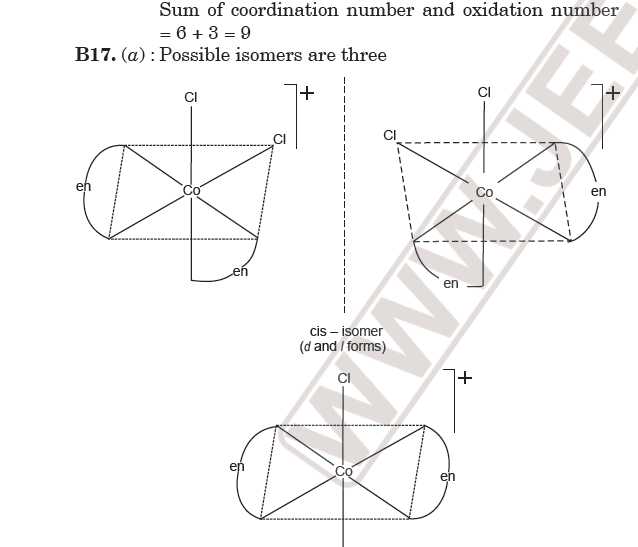 Sum of coordination number and oxidation number
= 6 + 3 = 9
B17. (a) : Possible isomers are three
Cl
+
Cl
en
Co
en
Cl
+
Cl
Co
en
en
cis – isomer
(d and l forms)
Cl
+
en
Co
en
WWW.JEE